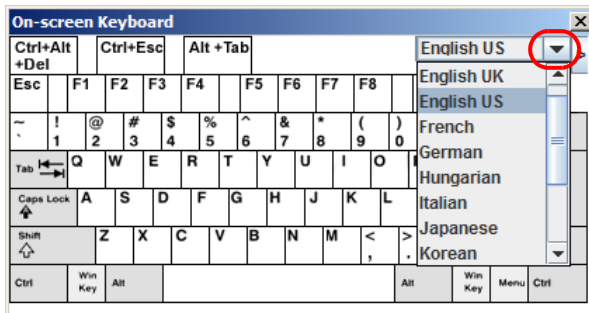 On-screen Keyboard
Ctrl+Alt +Del Ctrl+Esc Alt +Tab English US
Esc F1 F2 F3 F4 F5 F6 F7 F8
~ ! @ # $ % ^ & * ( )
` 1 2 3 4 5 6 7 8 9 0
Tab Q W E R T Y U I O
Caps Lock A S D F G H J K L
Shift Z X C V B N M < >
, .
Ctrl Win Key Alt Alt Win Key Menu Ctrl
English UK
English US
French
German
Hungarian
Italian
Japanese
Korean